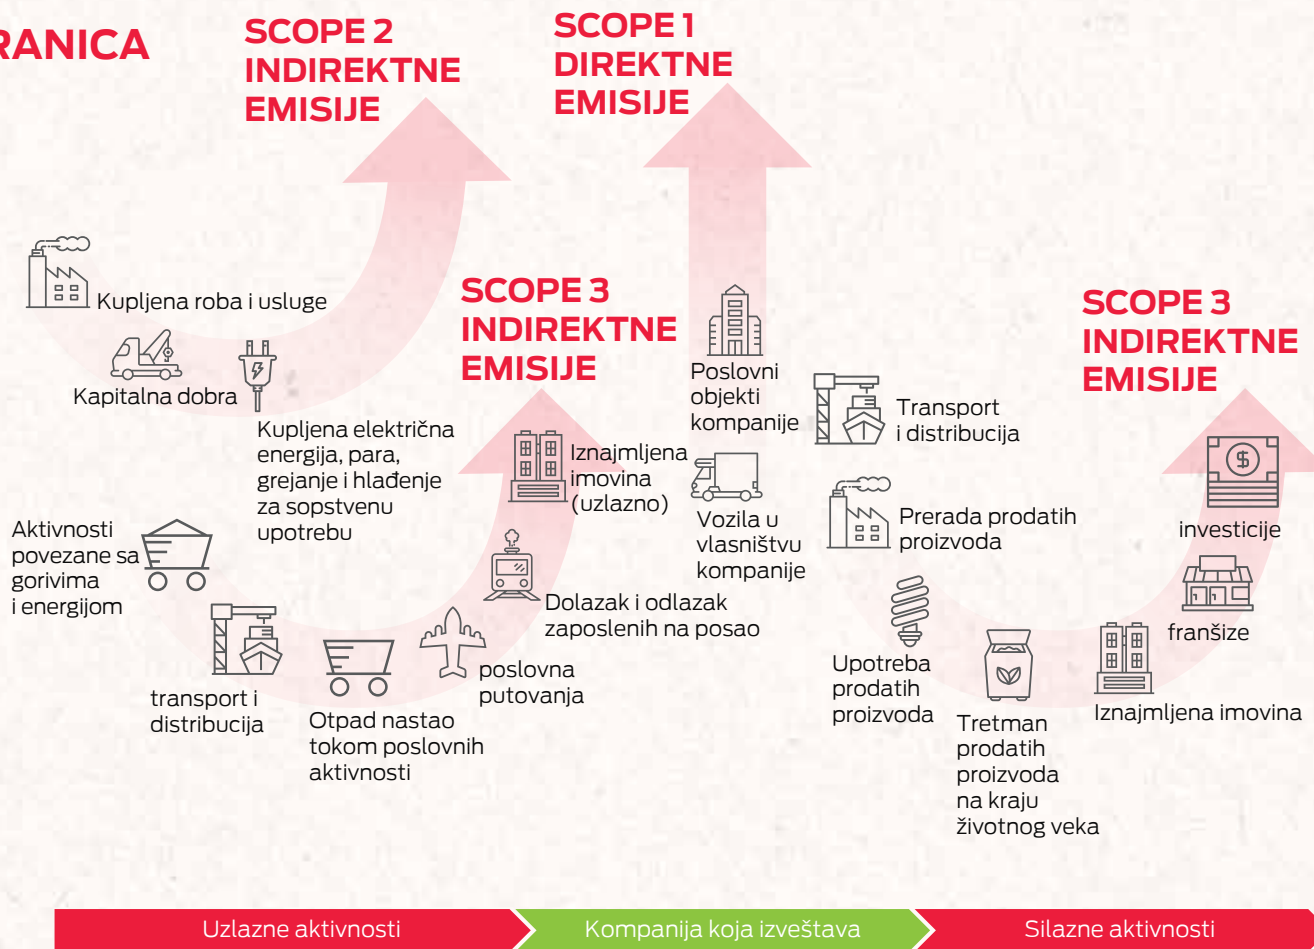 RANICA
SCOPE 2
INDIREKTNE
EMISIJE
SCOPE 1
DIREKTNE
EMISIJE
Kupljena roba i usluge
Kapitalna dobra
Kupljena električna
energija, para,
grejanje i hlađenje
za sopstvenu
upotrebu
SCOPE 3
INDIREKTNE
EMISIJE
Aktivnosti
povezane sa
gorivima
i energijom
transport i
distribucija
Otpad nastao
tokom poslovnih
aktivnosti
poslovna
putovanja
Dolazak i odlazak
zaposlenih na posao
Iznajmljena
imovina
(uzlazno)
Poslovni
objekti
kompanije
Vozila u
vlasništvu
kompanije
SCOPE 3
INDIREKTNE
EMISIJE
Transport
i distribucija
Prerada prodatih
proizvoda
Upotreba
prodatih
proizvoda
Tretman
prodatih
proizvoda
na kraju
životnog veka
Iznajmljena imovina
franšize
$
investicije
Uzlazne aktivnosti
Kompanija koja izveštava
Silazne aktivnosti